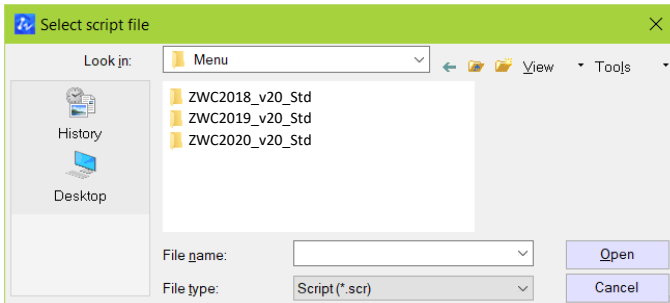 Select script file
Look in: Menu View Tools
ZWC2018_v20_Std
ZWC2019_v20_Std
ZWC2020_v20_Std
History
Desktop
File name: Open
File type: Script (*.scr) Cancel